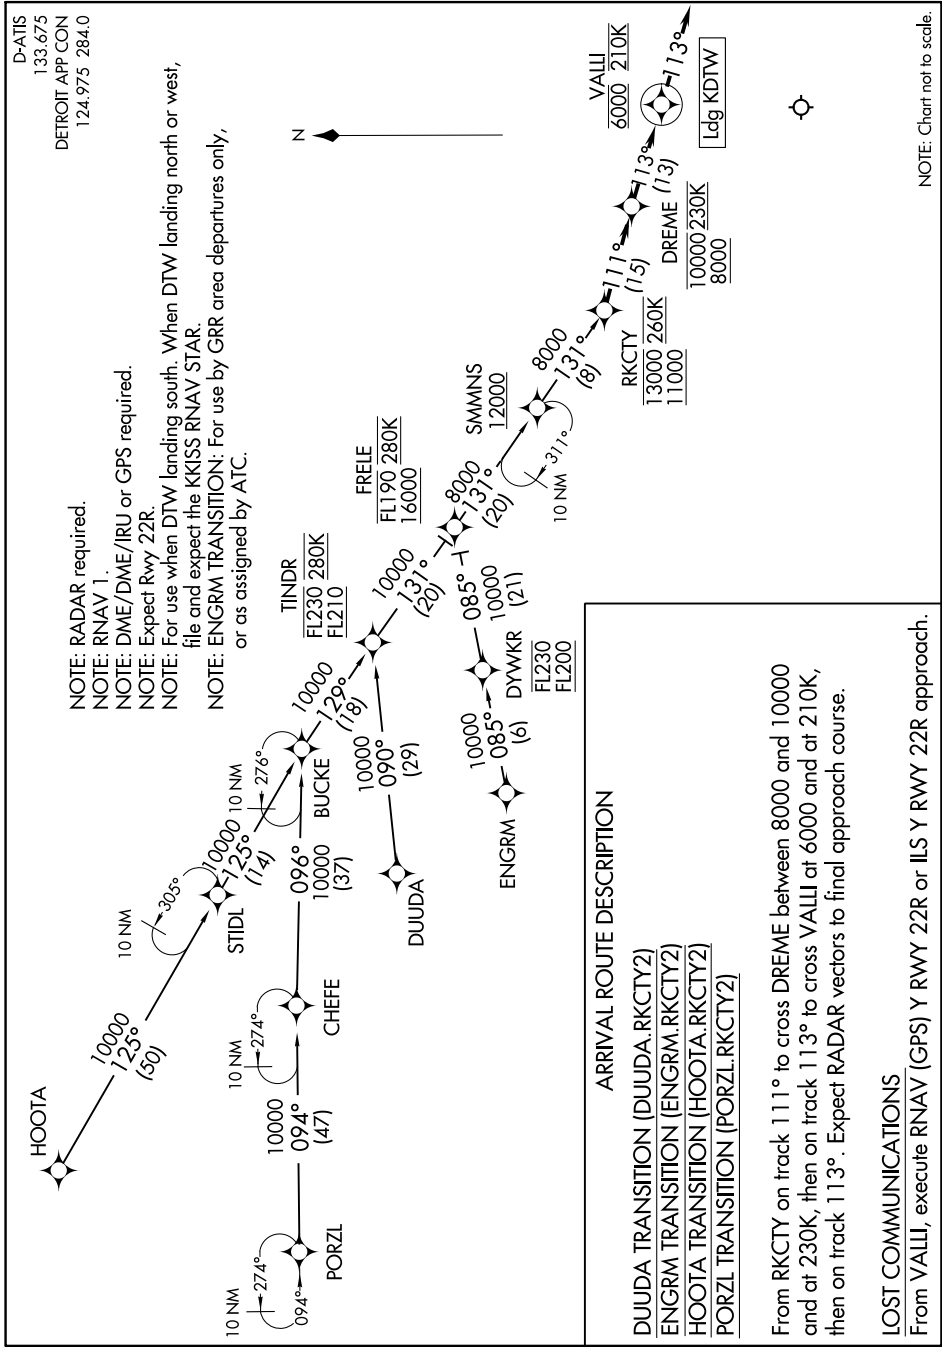 D-ATIS
133.675
DETROIT APP CON
124.975 284.0
NOTE: RADAR required.
NOTE: RNAV 1.
NOTE: DME/DME/IRU or GPS required.
NOTE: Expect Rwy 22R.
NOTE: For use when DTW landing south. When DTW landing north or west,
file and expect the KKISS RNAV STAR.
NOTE: ENGRM TRANSITION: For use by GRR area departures only,
or as assigned by ATC.
N
HOOTA
10000
125°
(50)
10 NM
305°
STIDL
10000
125°
(14)
10 NM
276°
BUCKE
10000
129°
(18)
TINDR
FL230 280K
FL210
10000
131°
(20)
FRELE
FL190 280K
16000
8000
131°
(20)
SMMNS
12000
10 NM
311°
8000
131°
(8)
RKCTY
13000 260K
11000
111°
(15)
DREME
10000 230K
8000
113°
(13)
VALLI
6000 210K
113°
Ldg KDTW
10 NM
274°
094°
PORZL
10000
094°
(47)
10 NM
274°
CHEFE
096°
10000
(37)
DUUDA
10000
090°
(29)
ENGRM
10000
085°
(6)
DYWKR
FL230
FL200
085°
10000
(21)
NOTE: Chart not to scale.
ARRIVAL ROUTE DESCRIPTION
DUUDA TRANSITION (DUUDA.RKCTY2)
ENGRM TRANSITION (ENGRM.RKCTY2)
HOOTA TRANSITION (HOOTA.RKCTY2)
PORZL TRANSITION (PORZL.RKCTY2)
From RKCTY on track 111° to cross DREME between 8000 and 10000
and at 230K, then on track 113° to cross VALLI at 6000 and at 210K,
then on track 113°. Expect RADAR vectors to final approach course.
LOST COMMUNICATIONS
From VALLI, execute RNAV (GPS) Y RWY 22R or ILS Y RWY 22R approach.